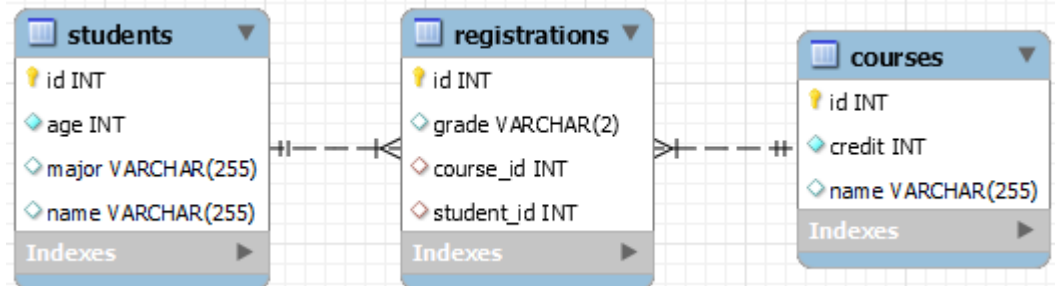 students
id INT
age INT
major VARCHAR(255)
name VARCHAR(255)
Indexes
registrations
id INT
grade VARCHAR(2)
course_id INT
student_id INT
Indexes
courses
id INT
credit INT
name VARCHAR(255)
Indexes